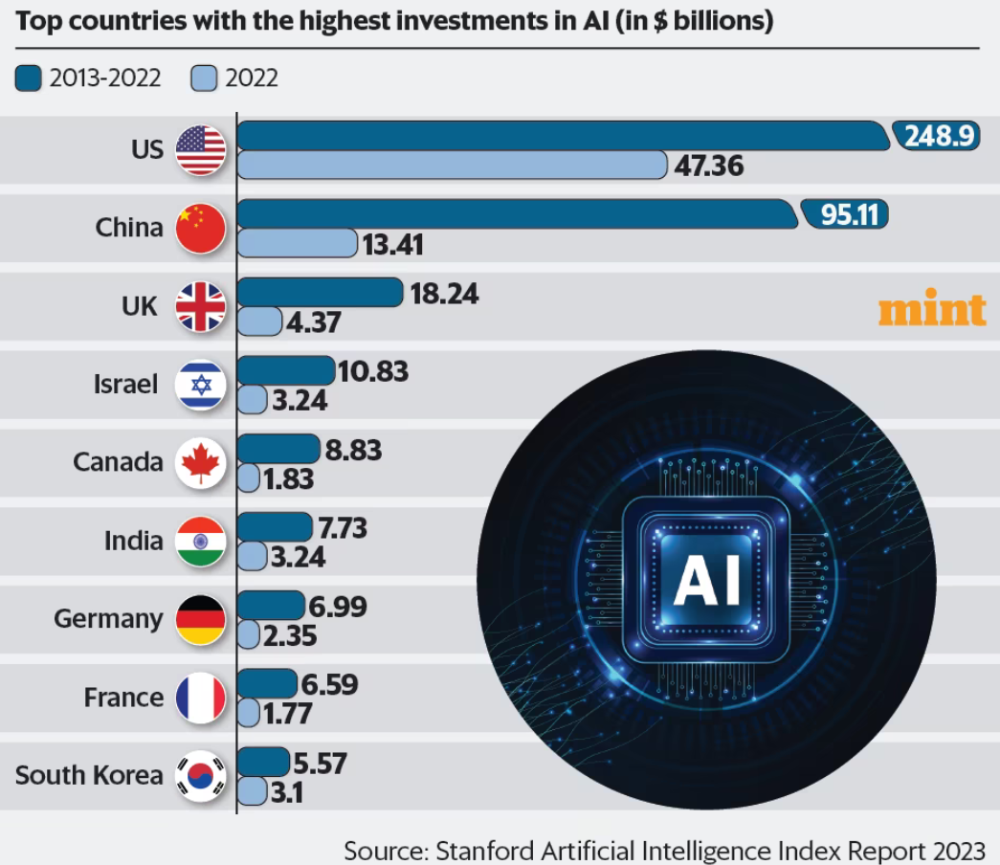 Top countries with the highest investments in AI (in $ billions)
2013-2022 2022
US 248.9
47.36
China 95.11
13.41
UK 18.24
4.37
mint
Israel 10.83
3.24
Canada 8.83
1.83
India 7.73
3.24
Germany 6.99
2.35
France 6.59
1.77
South Korea 5.57
3.1
AI
Source: Stanford Artificial Intelligence Index Report 2023